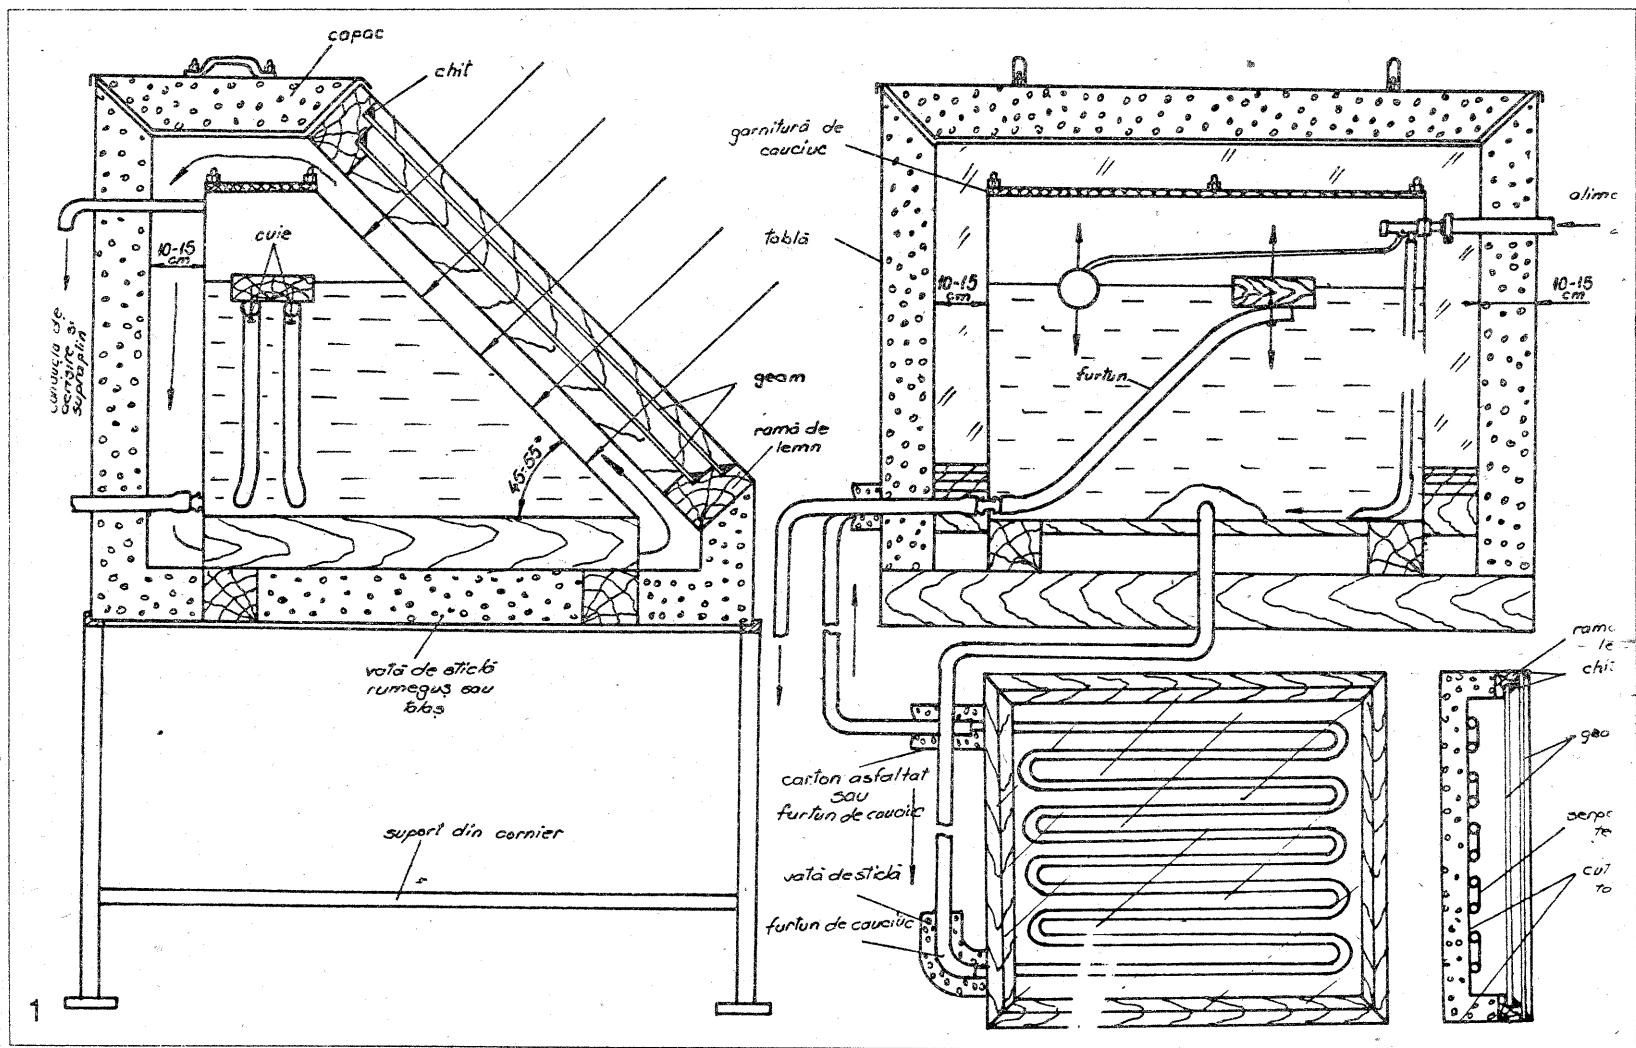 capac
chit
cuie
10-15
cm
conducta de
aerisire și
supraplin
geam
ramă de
lemn
45-55°
vată de sticlă
rumeguș sau
talaș
suport din cornier
1
garnitură de
cauciuc
tablă
10-15
cm
furtun
10-15
cm
carton asfaltat
sau
furtun de cauciuc
vată de sticlă
furtun de cauciuc